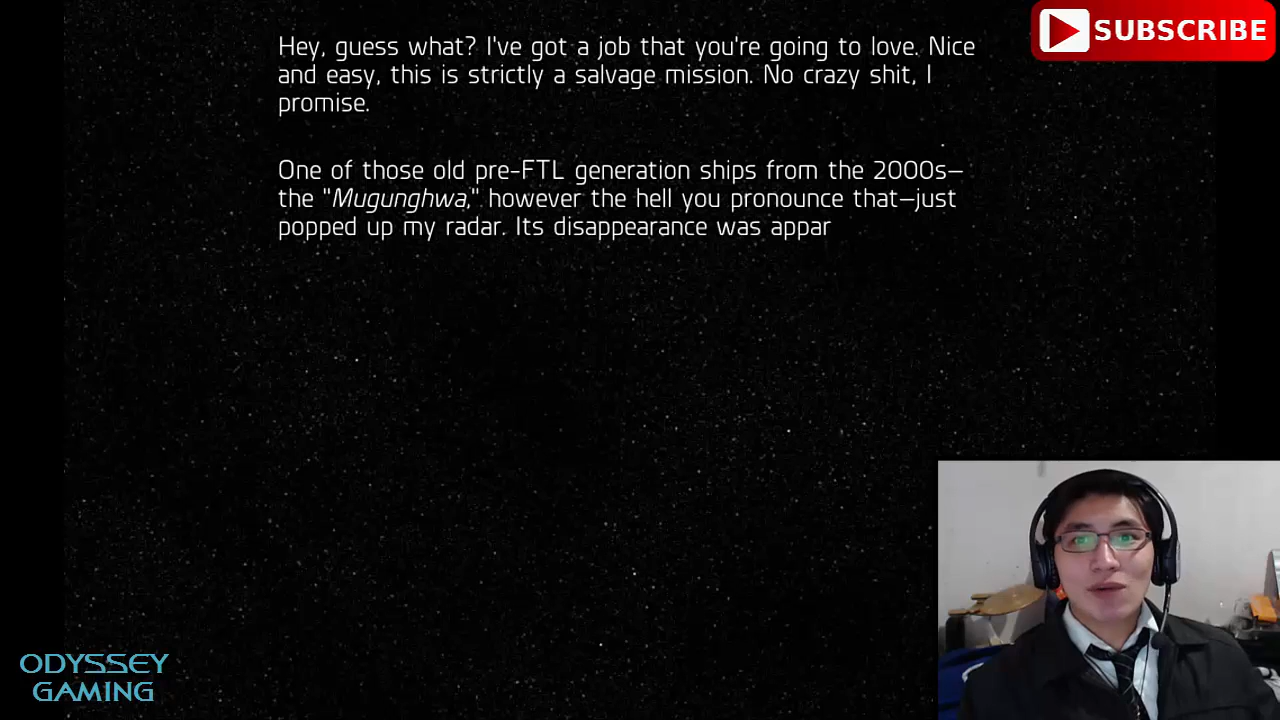 SUBSCRIBE
Hey, guess what? I've got a job that you're going to love. Nice
and easy, this is strictly a salvage mission. No crazy shit, I
promise.
One of those old pre-FTL generation ships from the 2000s—
the "Mugunghwa," however the hell you pronounce that—just
popped up my radar. Its disappearance was appar
ODYSSEY
GAMING